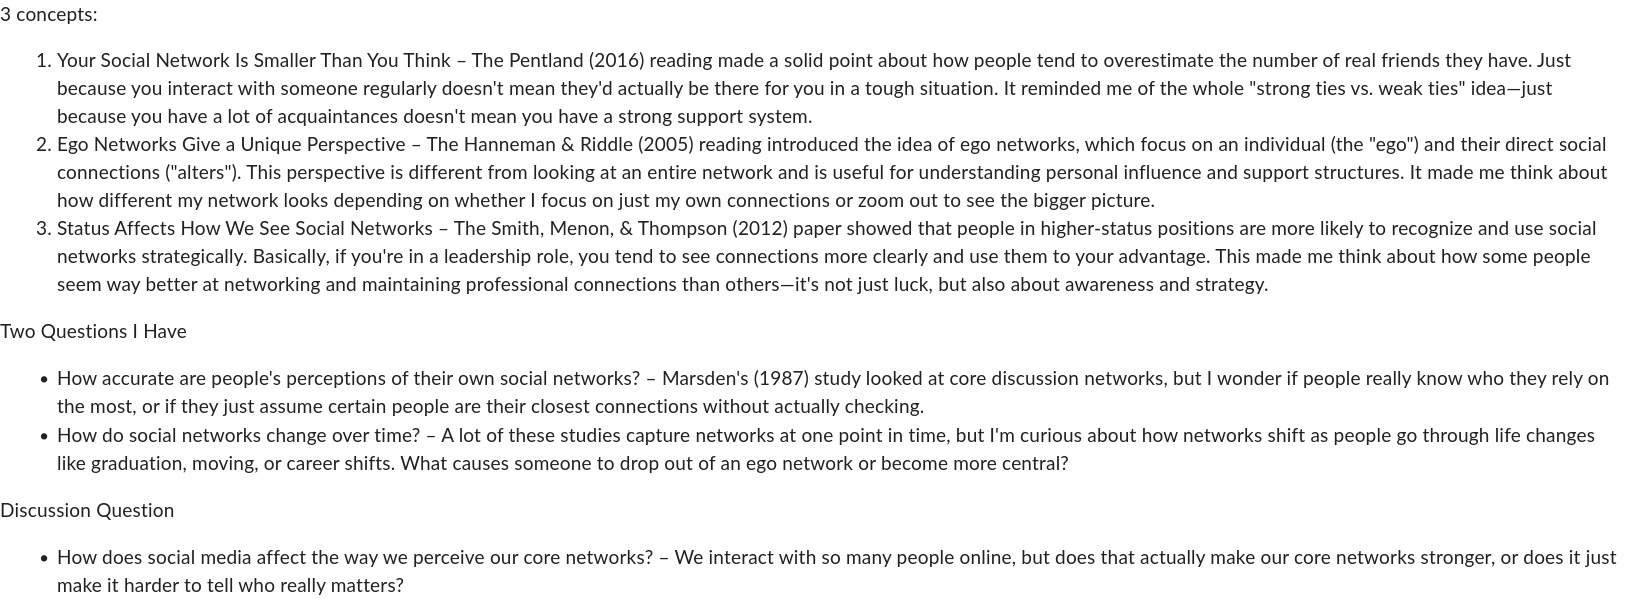 3 concepts:
1. Your Social Network Is Smaller Than You Think – The Pentland (2016) reading made a solid point about how people tend to overestimate the number of real friends they have. Just
because you interact with someone regularly doesn't mean they'd actually be there for you in a tough situation. It reminded me of the whole "strong ties vs. weak ties" idea—just
because you have a lot of acquaintances doesn't mean you have a strong support system.
2. Ego Networks Give a Unique Perspective – The Hanneman & Riddle (2005) reading introduced the idea of ego networks, which focus on an individual (the "ego") and their direct social
connections ("alters"). This perspective is different from looking at an entire network and is useful for understanding personal influence and support structures. It made me think about
how different my network looks depending on whether I focus on just my own connections or zoom out to see the bigger picture.
3. Status Affects How We See Social Networks – The Smith, Menon, & Thompson (2012) paper showed that people in higher-status positions are more likely to recognize and use social
networks strategically. Basically, if you're in a leadership role, you tend to see connections more clearly and use them to your advantage. This made me think about how some people
seem way better at networking and maintaining professional connections than others—it's not just luck, but also about awareness and strategy.
Two Questions I Have
• How accurate are people's perceptions of their own social networks? – Marsden's (1987) study looked at core discussion networks, but I wonder if people really know who they rely on
the most, or if they just assume certain people are their closest connections without actually checking.
• How do social networks change over time? – A lot of these studies capture networks at one point in time, but I'm curious about how networks shift as people go through life changes
like graduation, moving, or career shifts. What causes someone to drop out of an ego network or become more central?
Discussion Question
• How does social media affect the way we perceive our core networks? – We interact with so many people online, but does that actually make our core networks stronger, or does it just
make it harder to tell who really matters?